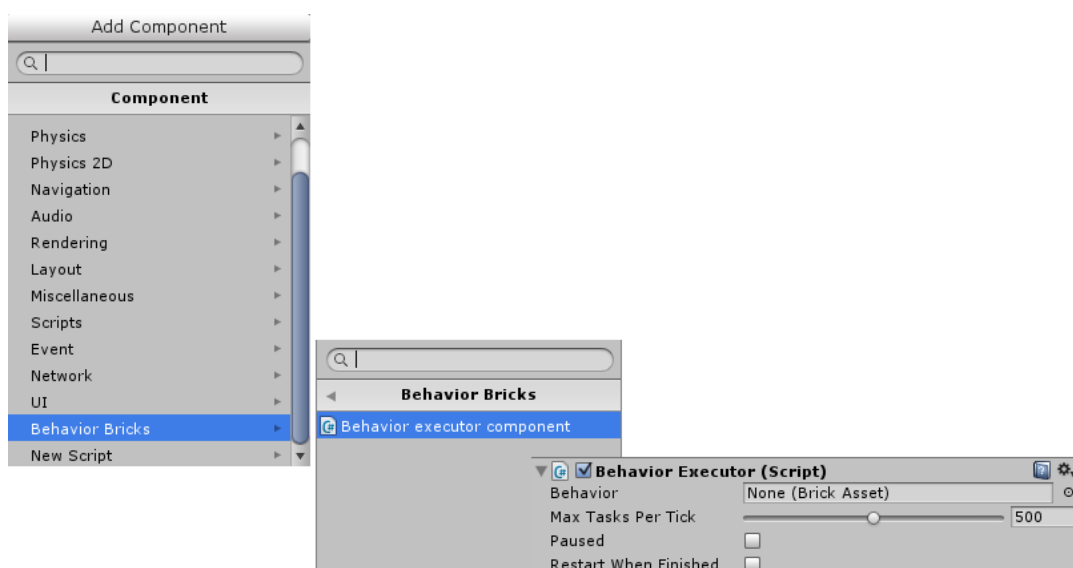 Add Component
Component
Physics
Physics 2D
Navigation
Audio
Rendering
Layout
Miscellaneous
Scripts
Event
Network
UI
Behavior Bricks
New Script
Behavior Bricks
Behavior executor component
Behavior Executor (Script)
Behavior None (Brick Asset)
Max Tasks Per Tick 500
Paused
Restart When Finished